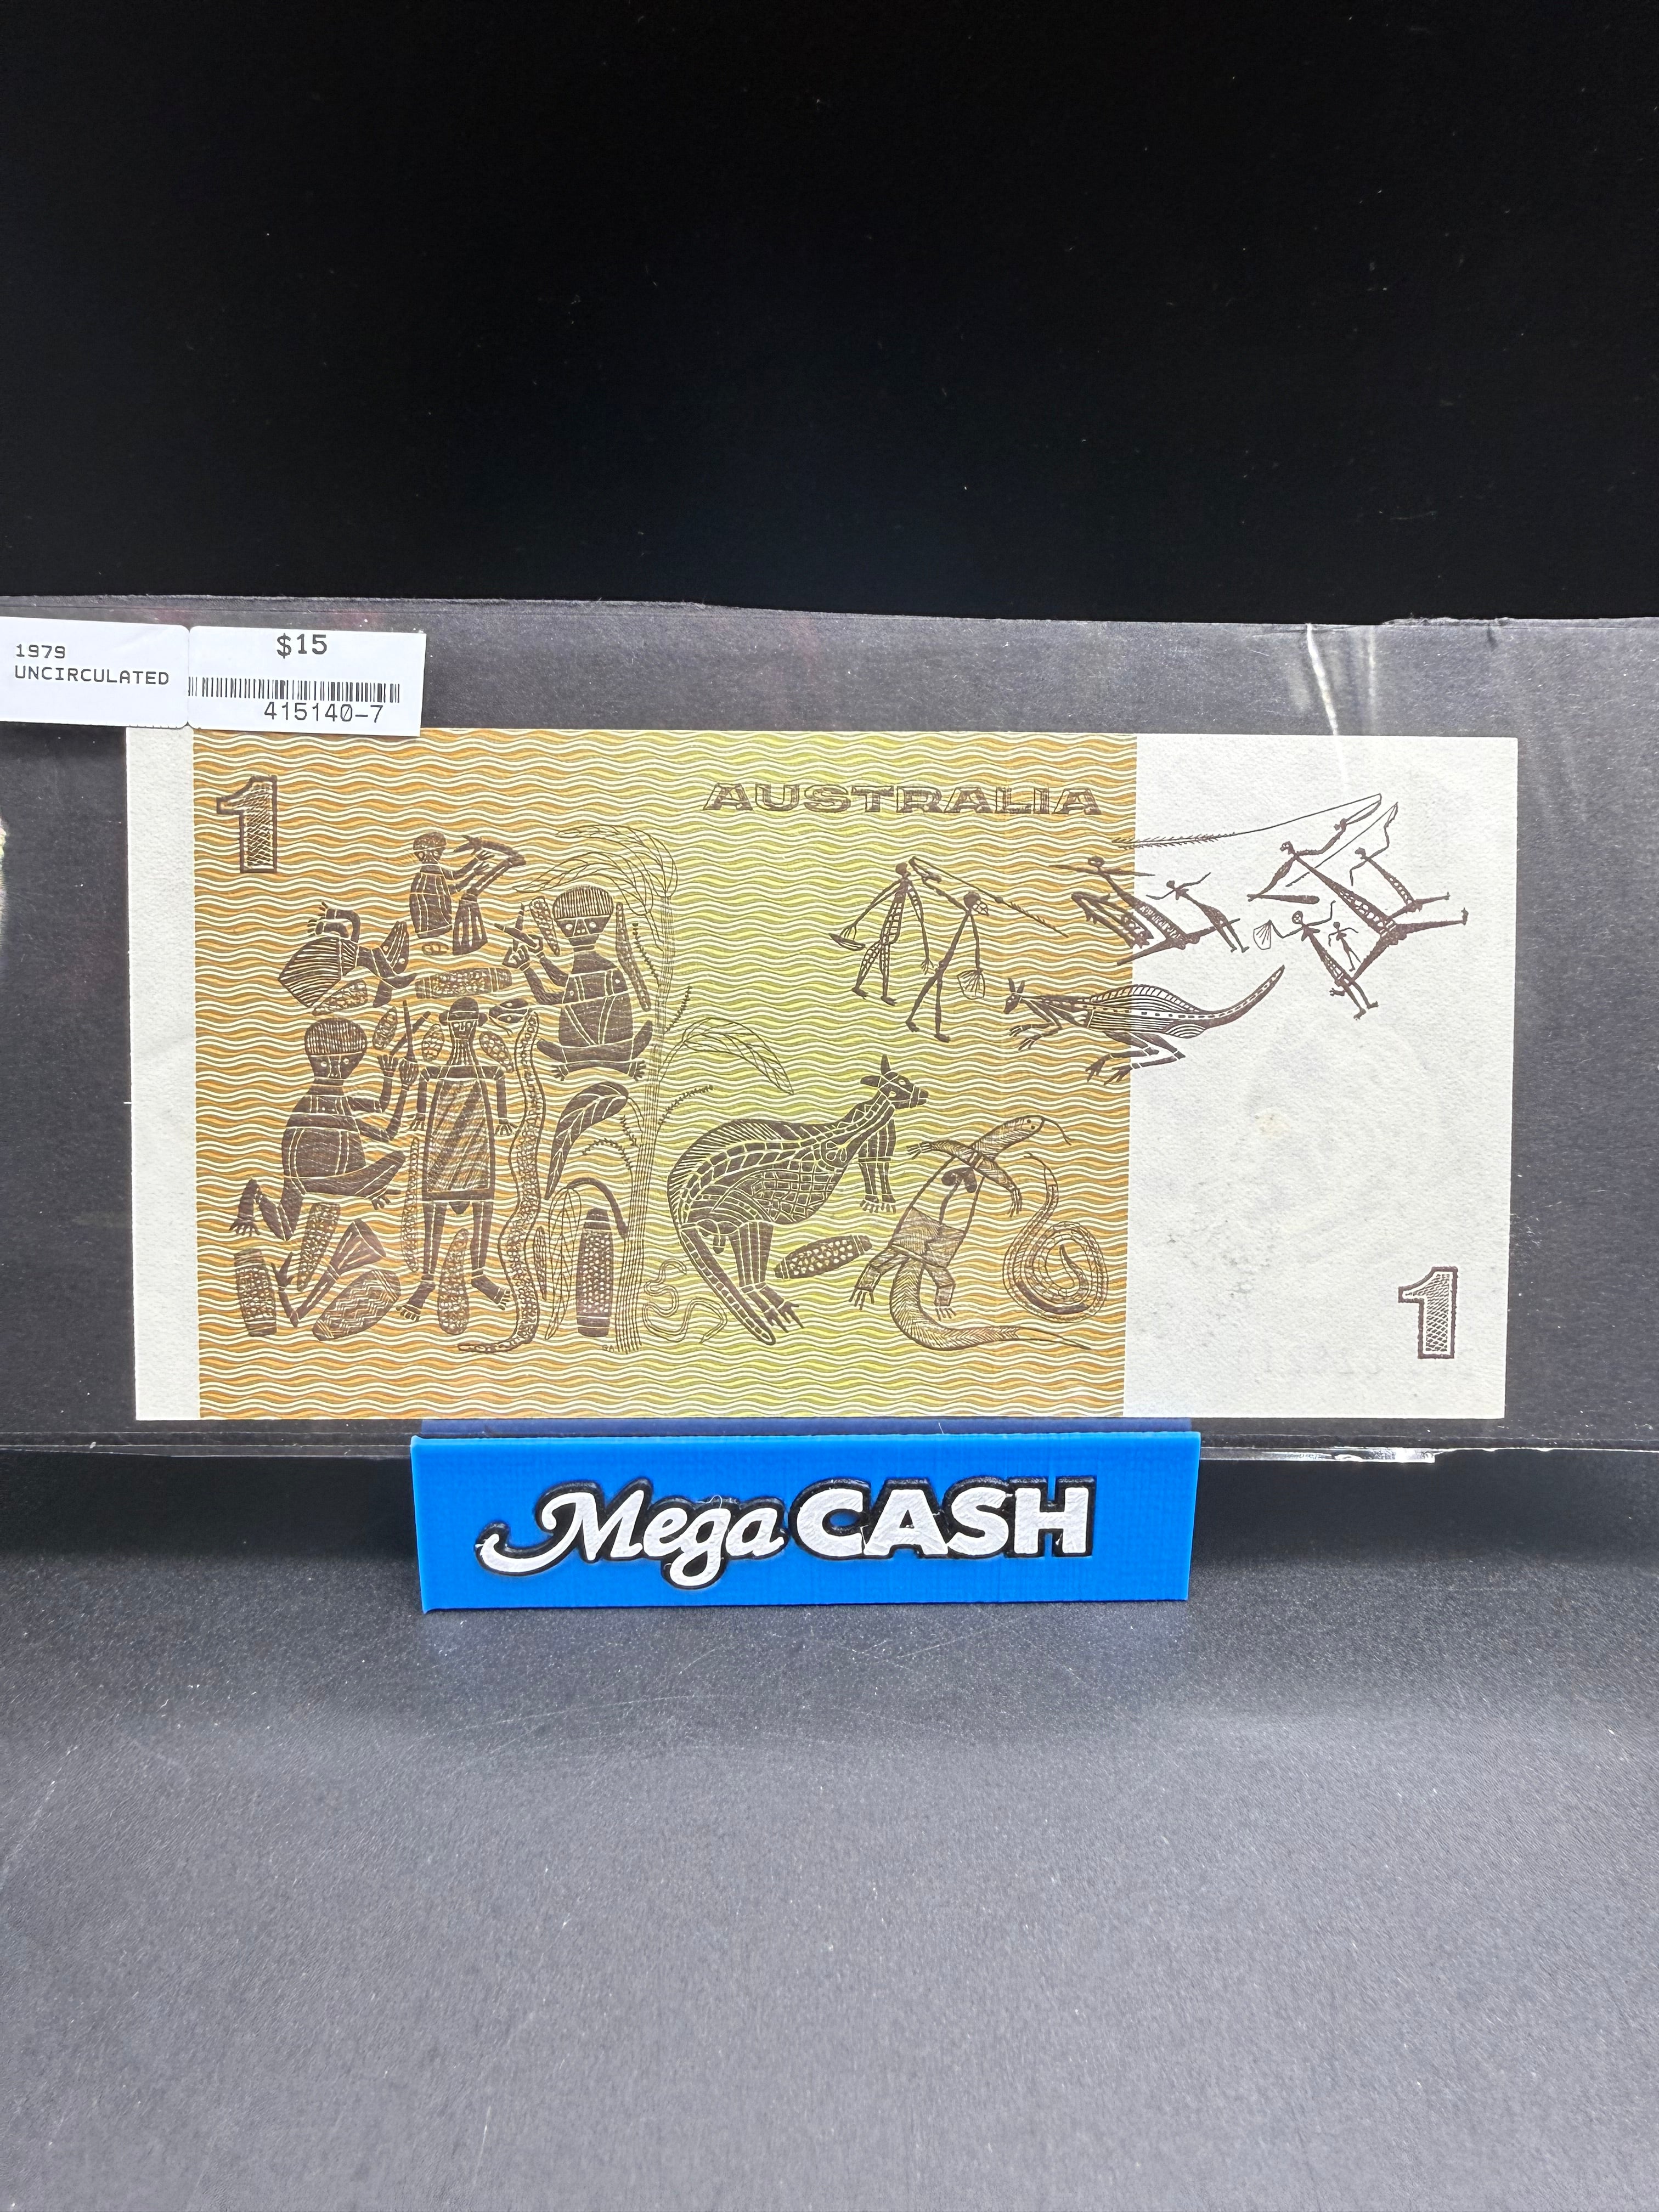 1979
UNCIRCULATED
$15
415140-7
1
AUSTRALIA
1
MegaCASH